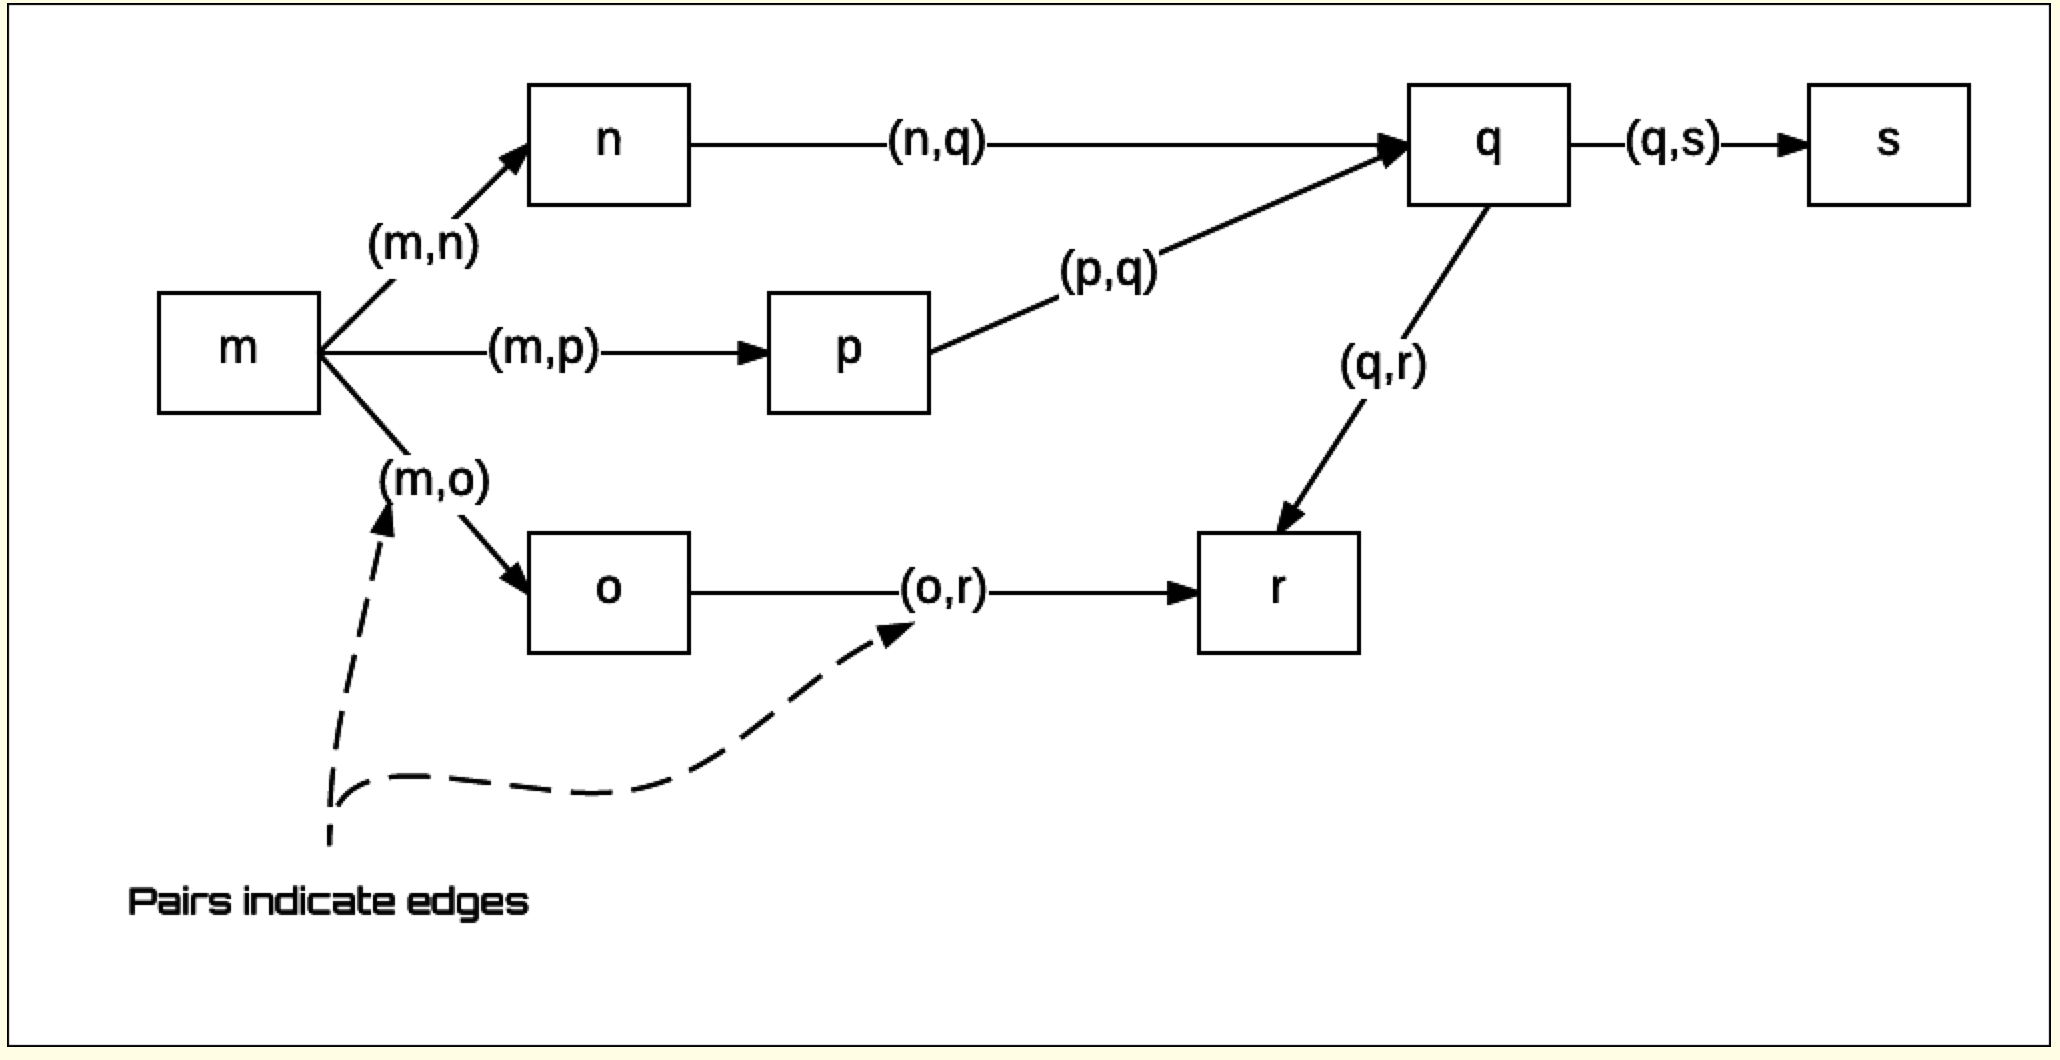 n
(n,q)
q
(q,s)
s
(m,n)
(p,q)
m
(m,p)
p
(q,r)
(m,o)
o
(o,r)
r
Pairs indicate edges